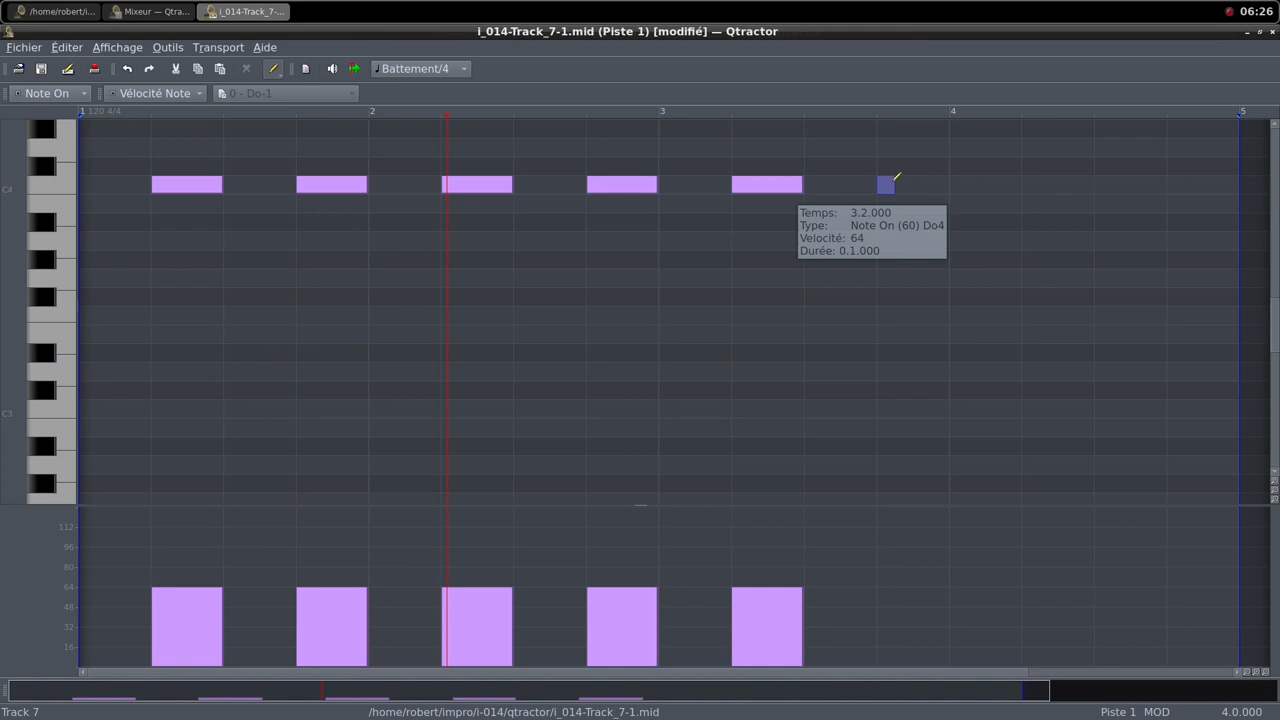 /home/robert/i...
Mixeur — Qtra...
i_014-Track_7-...
06:26
i_014-Track_7-1.mid (Piste 1) [modifié] — Qtractor
Fichier Éditer Affichage Outils Transport Aide
Battement/4
Note On
Vélocité Note
0 - Do-1
1 120 4/4 2 3 4 5
C4
Temps: 3.2.000
Type: Note On (60) Do4
Velocité: 64
Durée: 0.1.000
C3
112
96
80
64
48
32
16
Track 7 /home/robert/impro/i-014/qtractor/i_014-Track_7-1.mid Piste 1 MOD 4.0.000